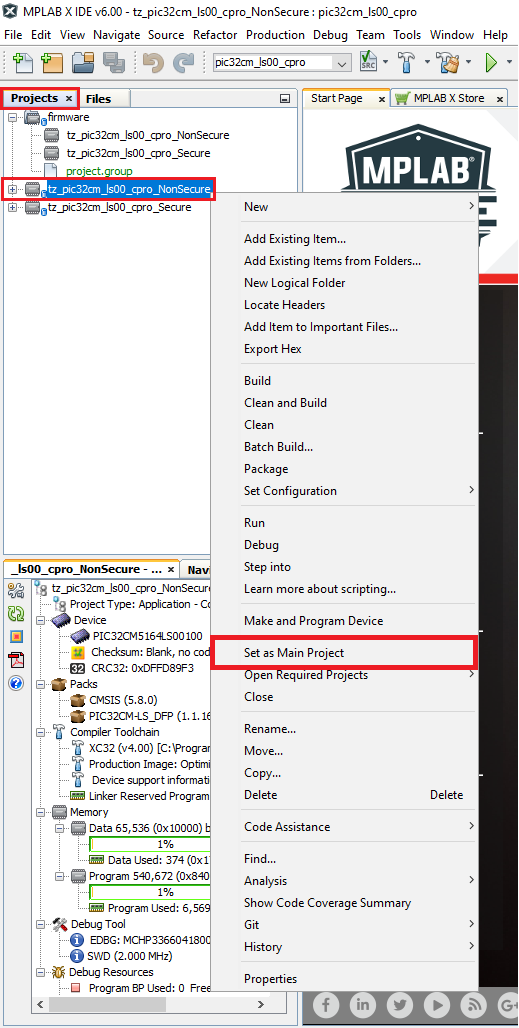 MPLAB X IDE v6.00 - tz_pic32cm_ls00_cpro_NonSecure : pic32cm_ls00_cpro
File Edit View Navigate Source Refactor Production Debug Team Tools Window Help
pic32cm_ls00_cpro
SRC
Projects × Files
Start Page × MPLAB X Store ×
firmware
tz_pic32cm_ls00_cpro_NonSecure
tz_pic32cm_ls00_cpro_Secure
project.group
tz_pic32cm_ls00_cpro_NonSecure
tz_pic32cm_ls00_cpro_Secure
MPLAB
New
Add Existing Item...
Add Existing Items from Folders...
New Logical Folder
Locate Headers
Add Item to Important Files...
Export Hex
Build
Clean and Build
Clean
Batch Build...
Package
Set Configuration
Run
Debug
Step into
Learn more about scripting...
Make and Program Device
Set as Main Project
Open Required Projects
Close
Rename...
Move...
Copy...
Delete Delete
Code Assistance
Find...
Analysis
Show Code Coverage Summary
Git
History
Properties
_ls00_cpro_NonSecure - ... × Navi
tz_pic32cm_ls00_cpro_NonSecure
Project Type: Application - Co
Device
PIC32CM5164LS00100
Checksum: Blank, no cod
32 CRC32: 0xDFFD89F3
Packs
CMSIS (5.8.0)
PIC32CM-LS_DFP (1.1.16
Compiler Toolchain
XC32 (v4.00) [C:\Program
Production Image: Optimi
Device support informati
Linker Reserved Program
Memory
Data 65,536 (0x10000) b
1%
Data Used: 374 (0x17
Program 540,672 (0x840
1%
Program Used: 6,569
Debug Tool
EDBG: MCHP3366041800
SWD (2.000 MHz)
Debug Resources
Program BP Used: 0 Free